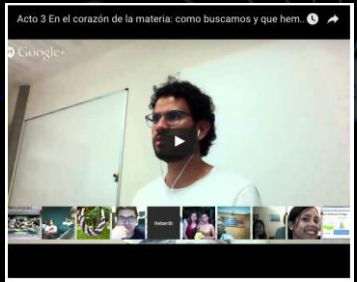 Acto 3 En el corazón de la materia: como buscamos y que hem...
Google+
Heberth